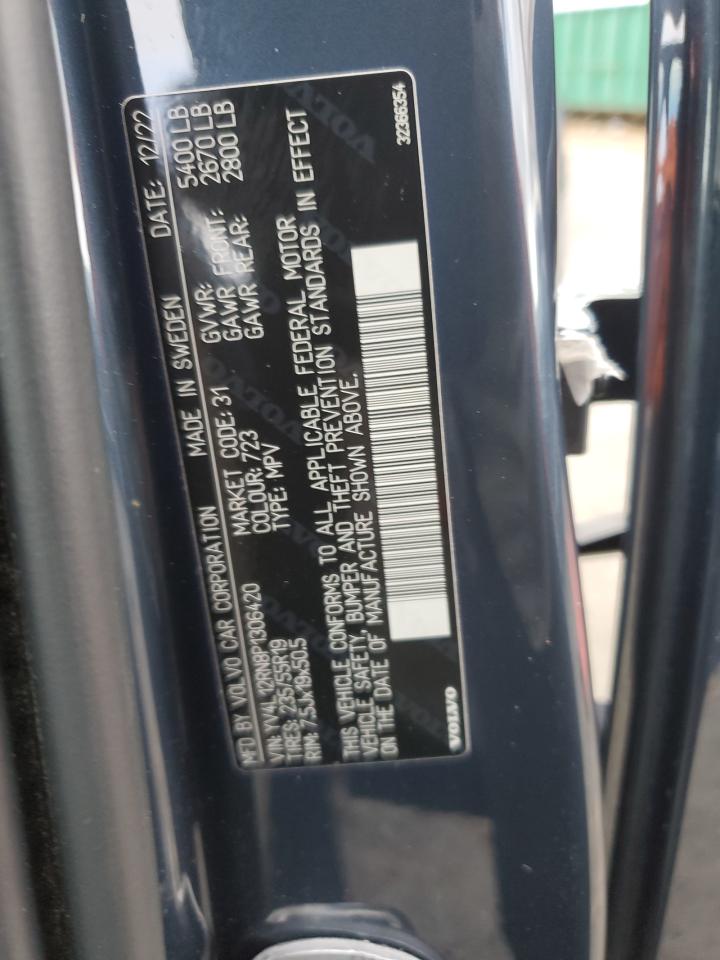 MFD BY VOLVO CAR CORPORATION MADE IN SWEDEN DATE: 12/22
VIN: YV4L12RN8P1306420 MARKET CODE: 31 GVWR: 5400 LB
TIRES: 235/55R19 COLOUR: 723 GAWR FRONT: 2670 LB
RIM: 7.5JX19X50.5 TYPE: MPV GAWR REAR: 2800 LB
THIS VEHICLE CONFORMS TO ALL APPLICABLE FEDERAL MOTOR
VEHICLE SAFETY, BUMPER AND THEFT PREVENTION STANDARDS IN EFFECT
ON THE DATE OF MANUFACTURE SHOWN ABOVE.
VOLVO 32366354